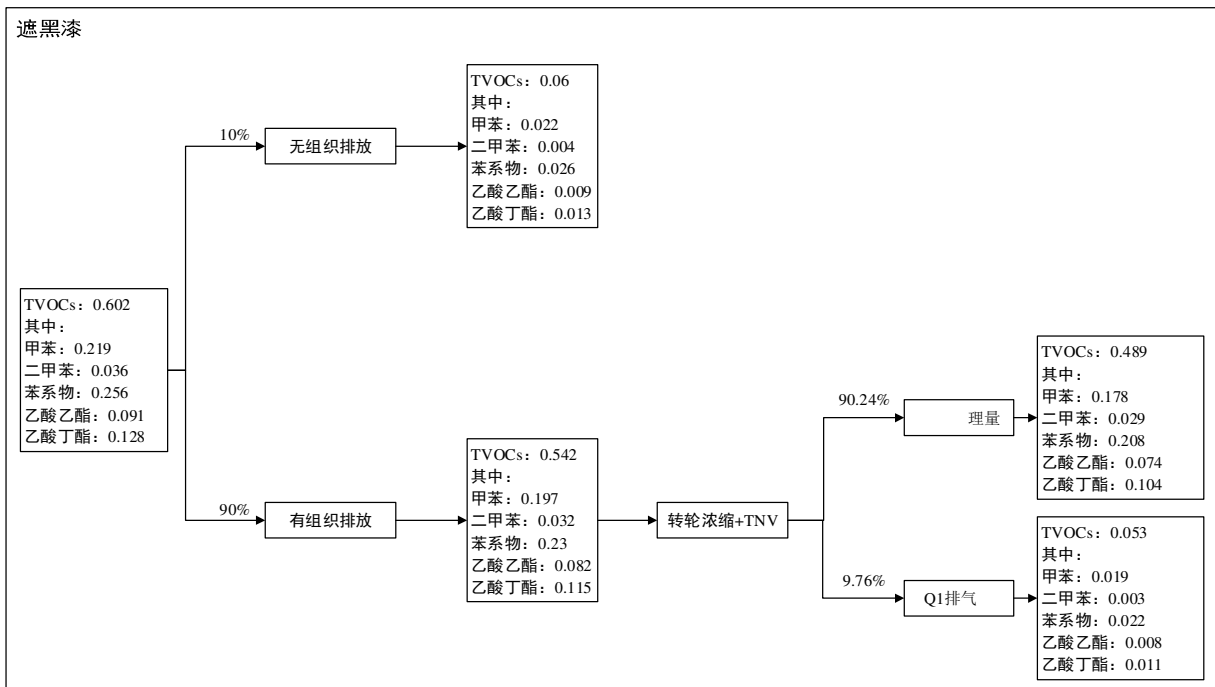 遮黑漆
TVOCs：0.06
其中：
甲苯：0.022
二甲苯：0.004
苯系物：0.026
乙酸乙酯：0.009
乙酸丁酯：0.013
10%
无组织排放
TVOCs：0.602
其中：
甲苯：0.219
二甲苯：0.036
苯系物：0.256
乙酸乙酯：0.091
乙酸丁酯：0.128
90%
有组织排放
TVOCs：0.542
其中：
甲苯：0.197
二甲苯：0.032
苯系物：0.23
乙酸乙酯：0.082
乙酸丁酯：0.115
转轮浓缩+TNV
90.24%
理量
TVOCs：0.489
其中：
甲苯：0.178
二甲苯：0.029
苯系物：0.208
乙酸乙酯：0.074
乙酸丁酯：0.104
9.76%
Q1排气
TVOCs：0.053
其中：
甲苯：0.019
二甲苯：0.003
苯系物：0.022
乙酸乙酯：0.008
乙酸丁酯：0.011